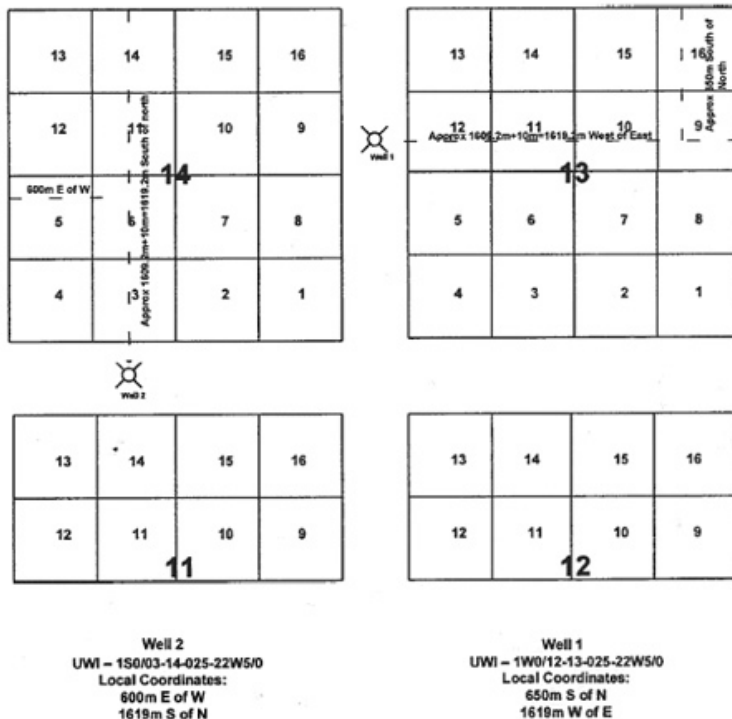 13 14 15 16
12 11 10 9
14
600m E of W
5 6 7 8
4 3 2 1
Approx 1609.2m+10m=1619.2m South of north
Well 2
13 14 15 16
Approx 650m South of
North
12 11 10 9
Approx 1609.2m+10m=1619.2m West of East
Well 1
13
5 6 7 8
4 3 2 1
13 14 15 16
12 11 10 9
11
13 14 15 16
12 11 10 9
12
Well 2
UWI – 1S0/03-14-025-22W5/0
Local Coordinates:
600m E of W
1619m S of N
Well 1
UWI – 1W0/12-13-025-22W5/0
Local Coordinates:
650m S of N
1619m W of E